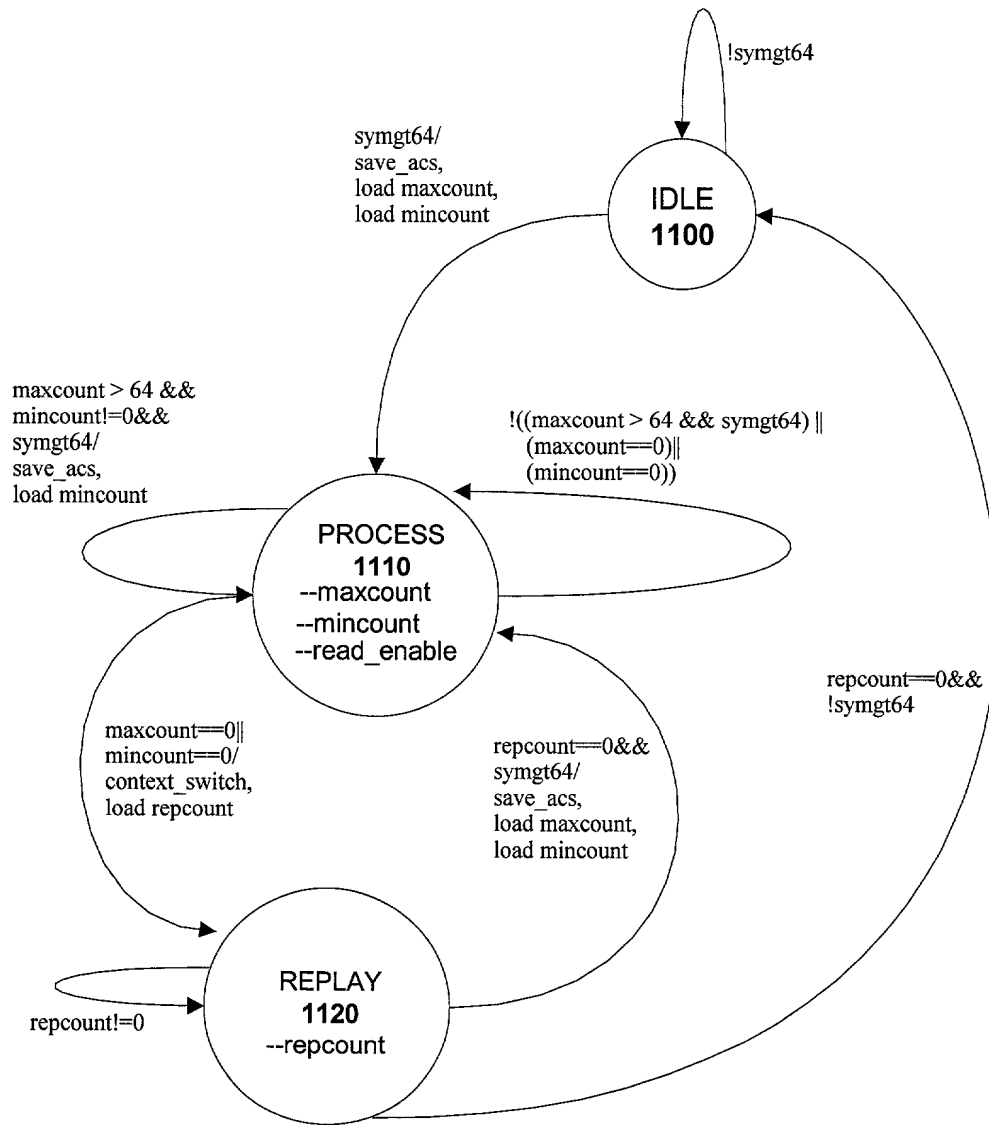 !symgt64
symgt64/
save_acs,
load maxcount,
load mincount
IDLE
1100
maxcount > 64 &&
mincount!=0&&
symgt64/
save_acs,
load mincount
!((maxcount > 64 && symgt64) ||
(maxcount==0)||
(mincount==0))
PROCESS
1110
--maxcount
--mincount
--read_enable
maxcount==0||
mincount==0/
context_switch,
load repcount
repcount==0&&
symgt64/
save_acs,
load maxcount,
load mincount
repcount==0&&
!symgt64
REPLAY
1120
--repcount
repcount!=0